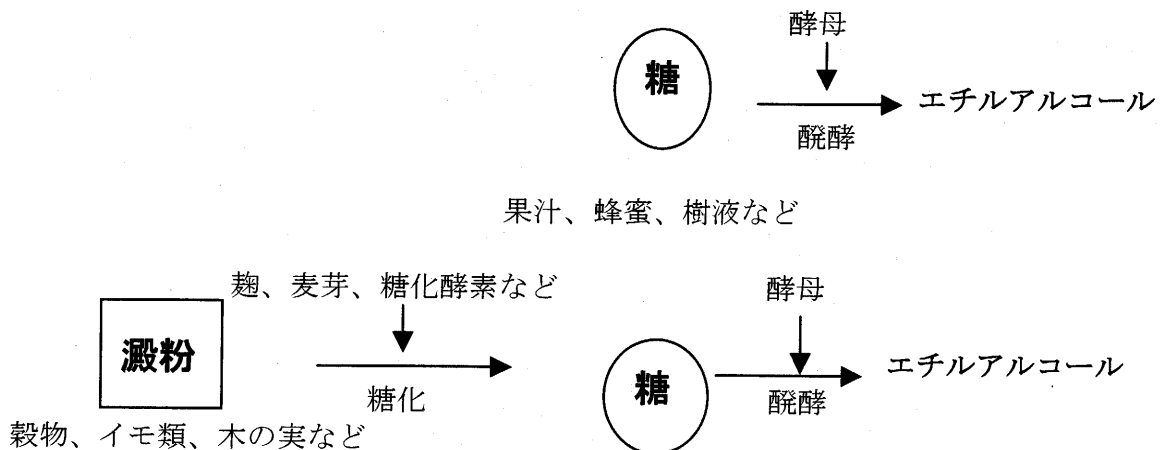 酵母
糖
エチルアルコール
醗酵
果汁、蜂蜜、樹液など
麹、麦芽、糖化酵素など
酵母
澱粉
糖化
糖
エチルアルコール
醗酵
穀物、イモ類、木の実など